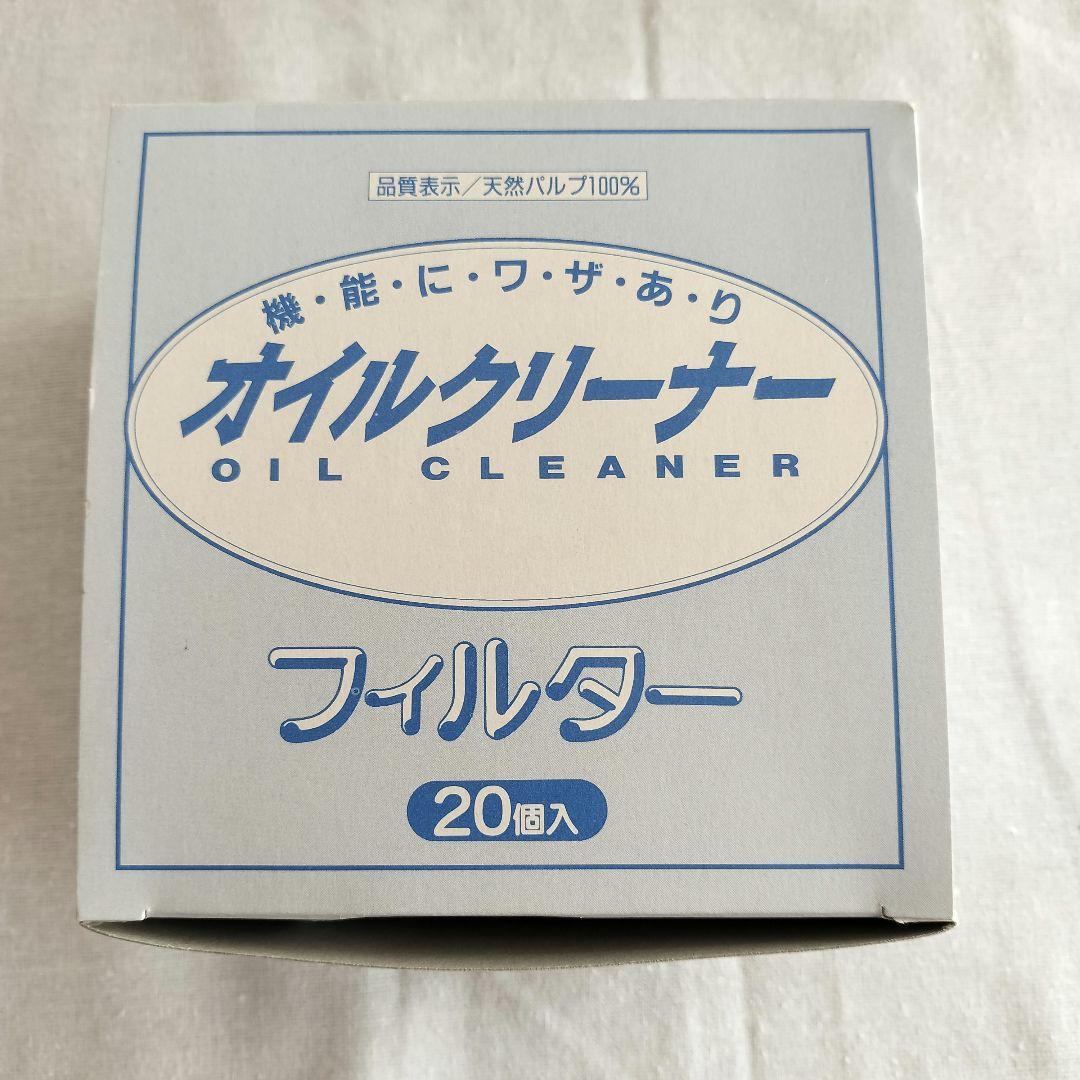 品質表示／天然パルプ100%
機・能・に・ワ・ザ・あ・り
オイルクリーナー
OIL CLEANER
フィルター
20個入